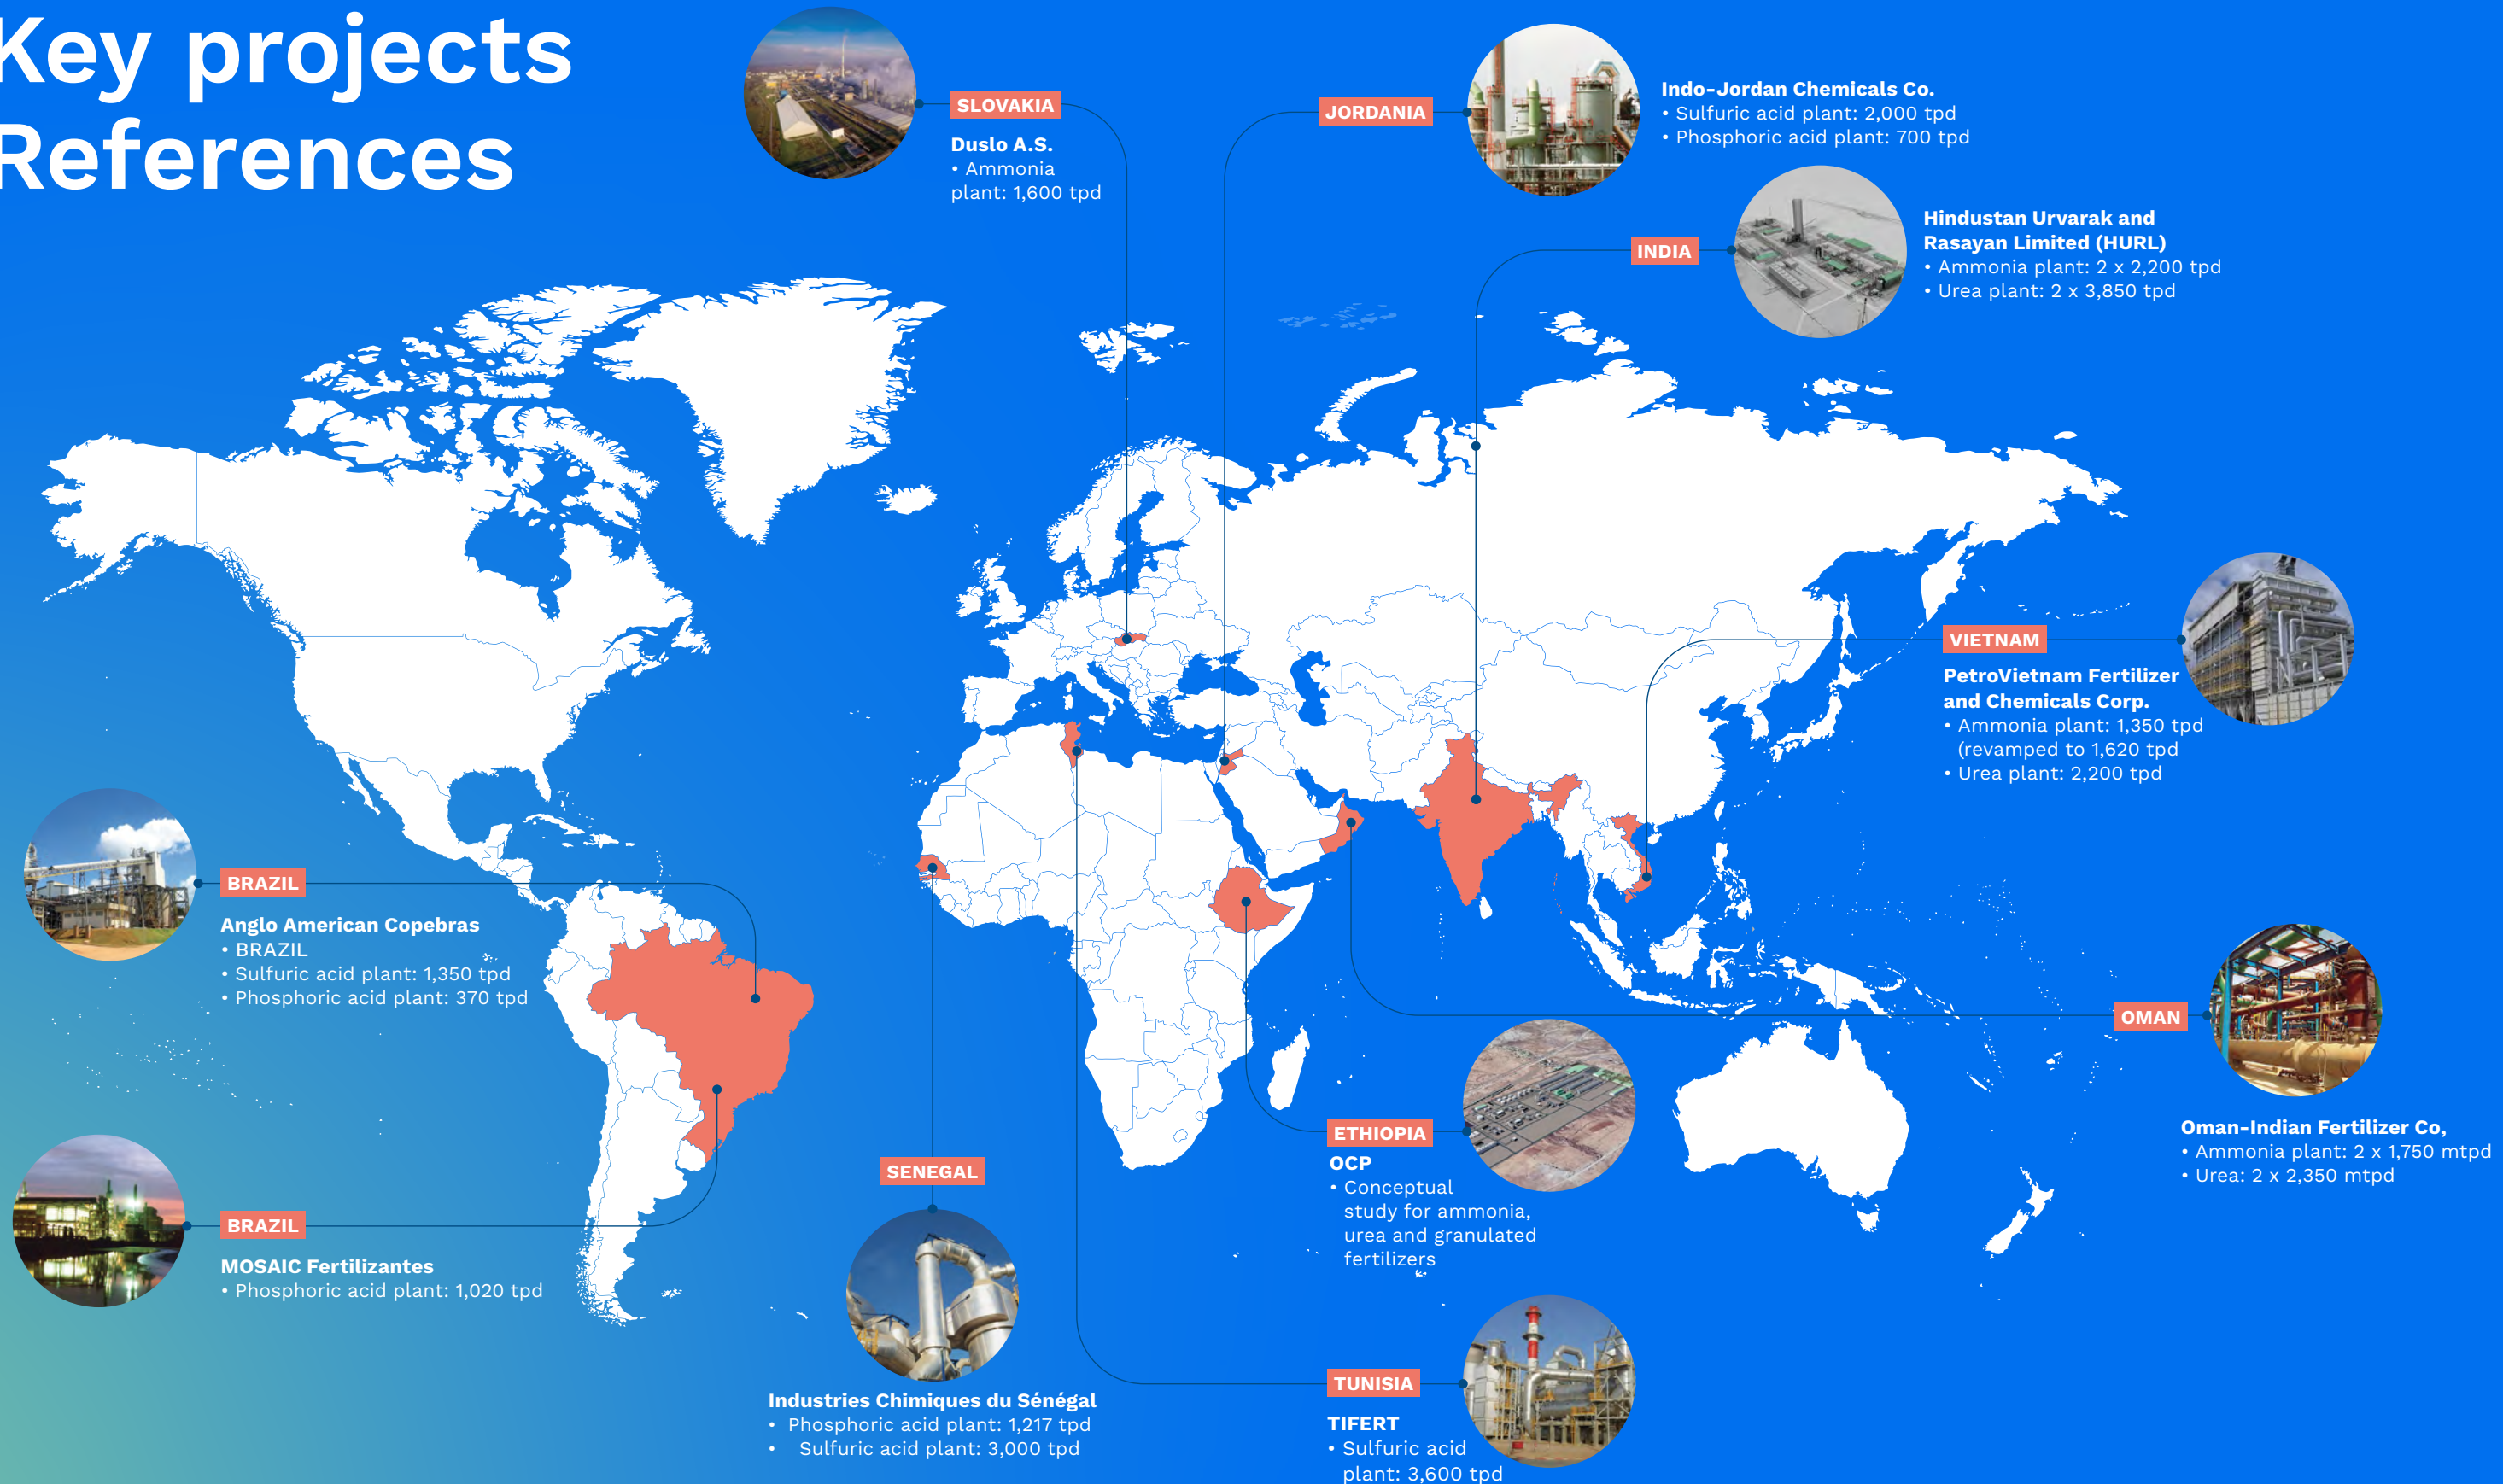 Key projects
References
SLOVAKIA
Duslo A.S.
• Ammonia
plant: 1,600 tpd
JORDANIA
Indo-Jordan Chemicals Co.
• Sulfuric acid plant: 2,000 tpd
• Phosphoric acid plant: 700 tpd
INDIA
Hindustan Urvarak and
Rasayan Limited (HURL)
• Ammonia plant: 2 x 2,200 tpd
• Urea plant: 2 x 3,850 tpd
VIETNAM
PetroVietnam Fertilizer
and Chemicals Corp.
• Ammonia plant: 1,350 tpd
(revamped to 1,620 tpd
• Urea plant: 2,200 tpd
BRAZIL
Anglo American Copebras
• BRAZIL
• Sulfuric acid plant: 1,350 tpd
• Phosphoric acid plant: 370 tpd
OMAN
Oman-Indian Fertilizer Co,
• Ammonia plant: 2 x 1,750 mtpd
• Urea: 2 x 2,350 mtpd
ETHIOPIA
OCP
• Conceptual
study for ammonia,
urea and granulated
fertilizers
SENEGAL
Industries Chimiques du Sénégal
• Phosphoric acid plant: 1,217 tpd
• Sulfuric acid plant: 3,000 tpd
BRAZIL
MOSAIC Fertilizantes
• Phosphoric acid plant: 1,020 tpd
TUNISIA
TIFERT
• Sulfuric acid
plant: 3,600 tpd